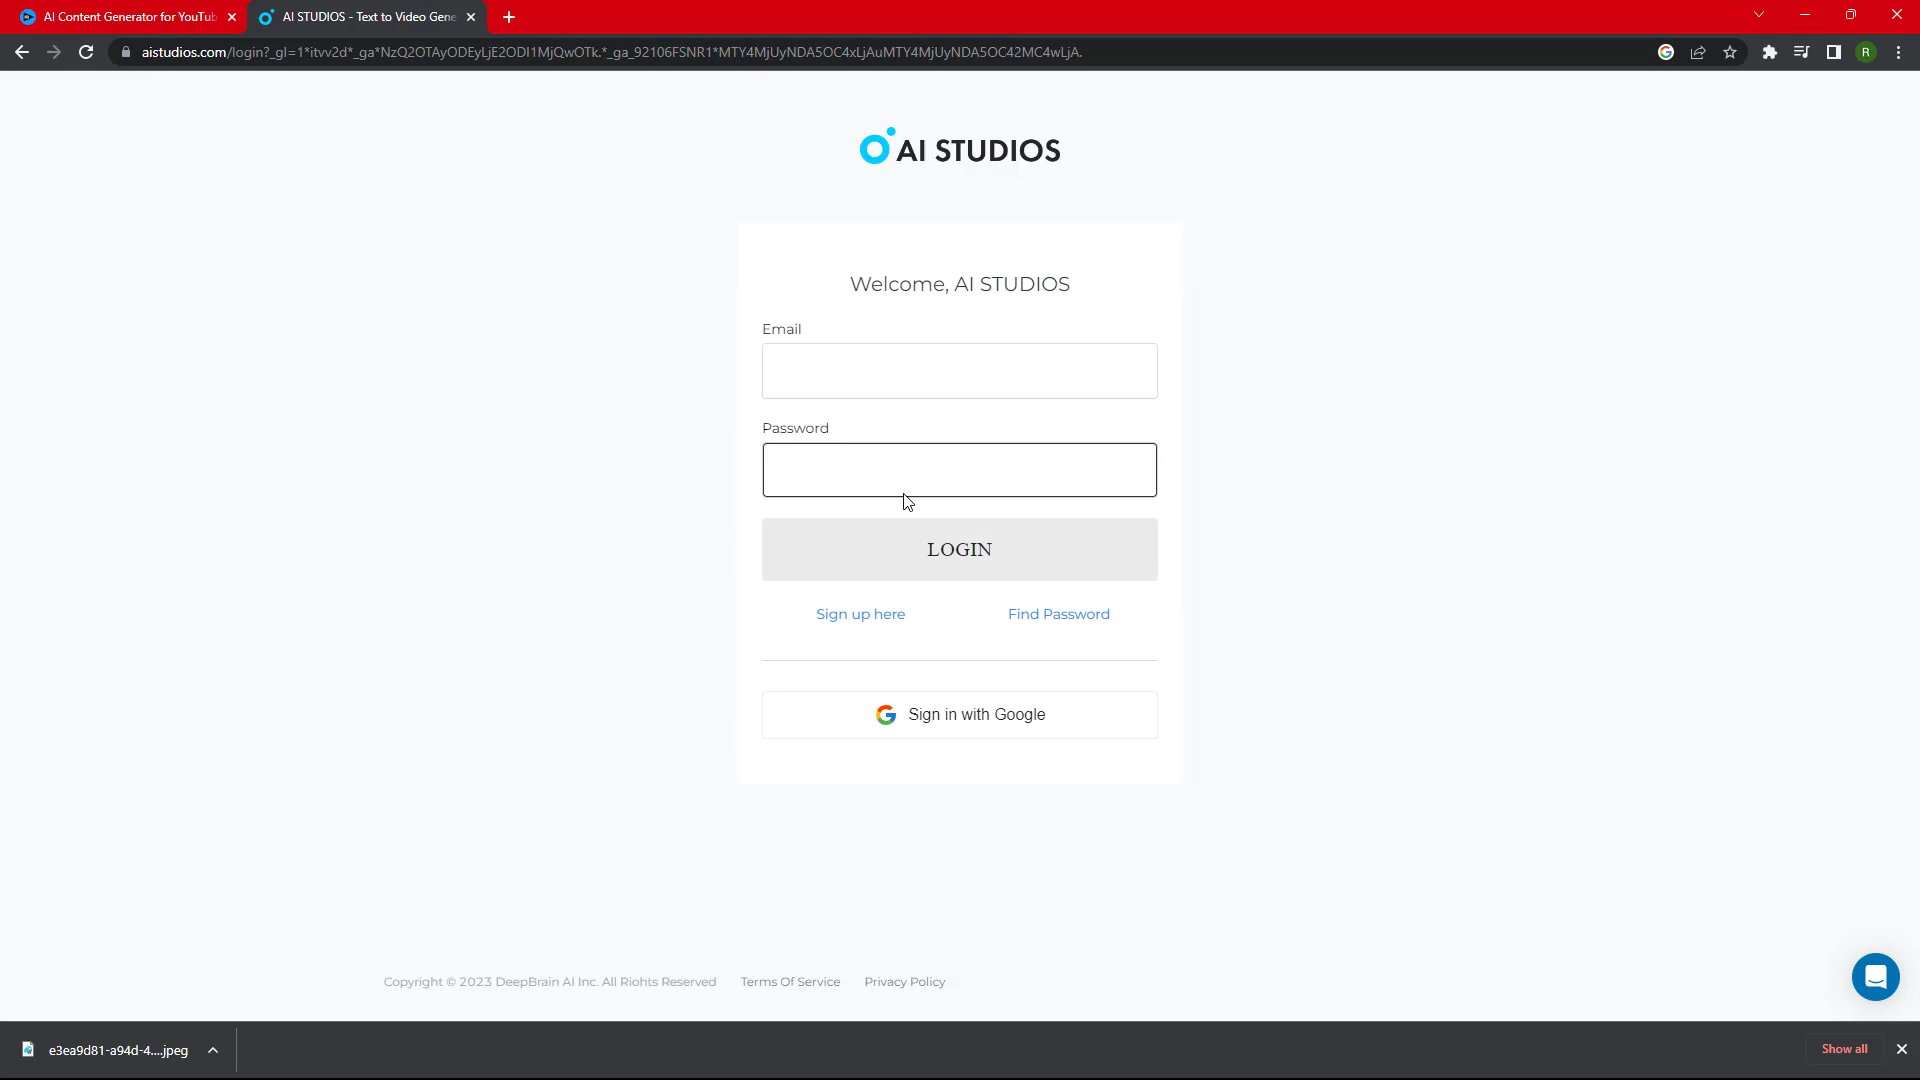 AI Content Generator for YouTub
AI STUDIOS - Text to Video Gene
aistudios.com/login?_gl=1*itvv2d*_ga*NzQ2OTAyODEyLjE2ODI1MjQwOTk.*_ga_92106FSNR1*MTY4MjUyNDA5OC4xLjAuMTY4MjUyNDA5OC42MC4wLjA.
R
AI STUDIOS
Welcome, AI STUDIOS
Email
Password
LOGIN
Sign up here
Find Password
Sign in with Google
Copyright © 2023 DeepBrain AI Inc. All Rights Reserved
Terms Of Service
Privacy Policy
e3ea9d81-a94d-4....jpeg
Show all